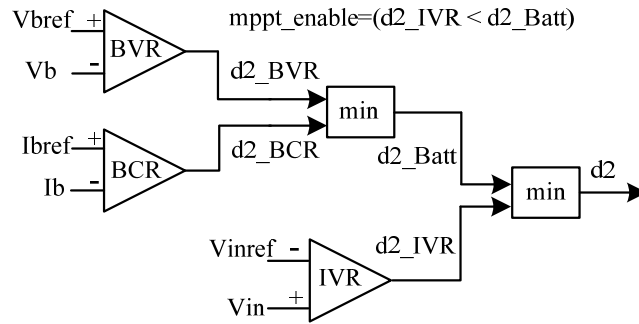 Vbref
+
mppt_enable=(d2_IVR < d2_Batt)
BVR
Vb
-
d2_BVR
min
Ibref
+
BCR
d2_BCR
Ib
-
d2_Batt
d2
min
Vinref
-
d2_IVR
IVR
Vin
+